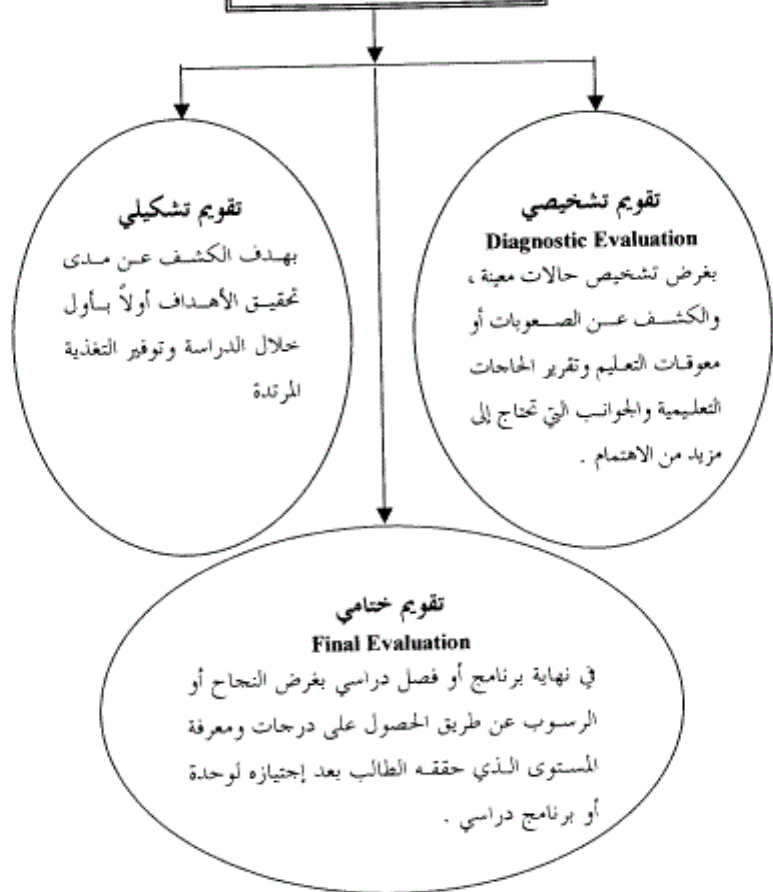 تقويم تشخيصي
Diagnostic Evaluation
بغرض تشخيص حالات معينة ،
والكشف عن الصعوبات أو
معوقات التعليم وتقرير الحاجات
التعليمية والجوانب التي تحتاج إلى
مزيد من الاهتمام .
تقويم تشكيلي
بهدف الكشف عن مدى
تحقيق الأهداف أولاً بأول
خلال الدراسة وتوفير التغذية
المرتدة
تقويم ختامي
Final Evaluation
في نهاية برنامج أو فصل دراسي بغرض النجاح أو
الرسوب عن طريق الحصول على درجات ومعرفة
المستوى الذي حققه الطالب بعد إجتيازه لوحدة
أو برنامج دراسي .